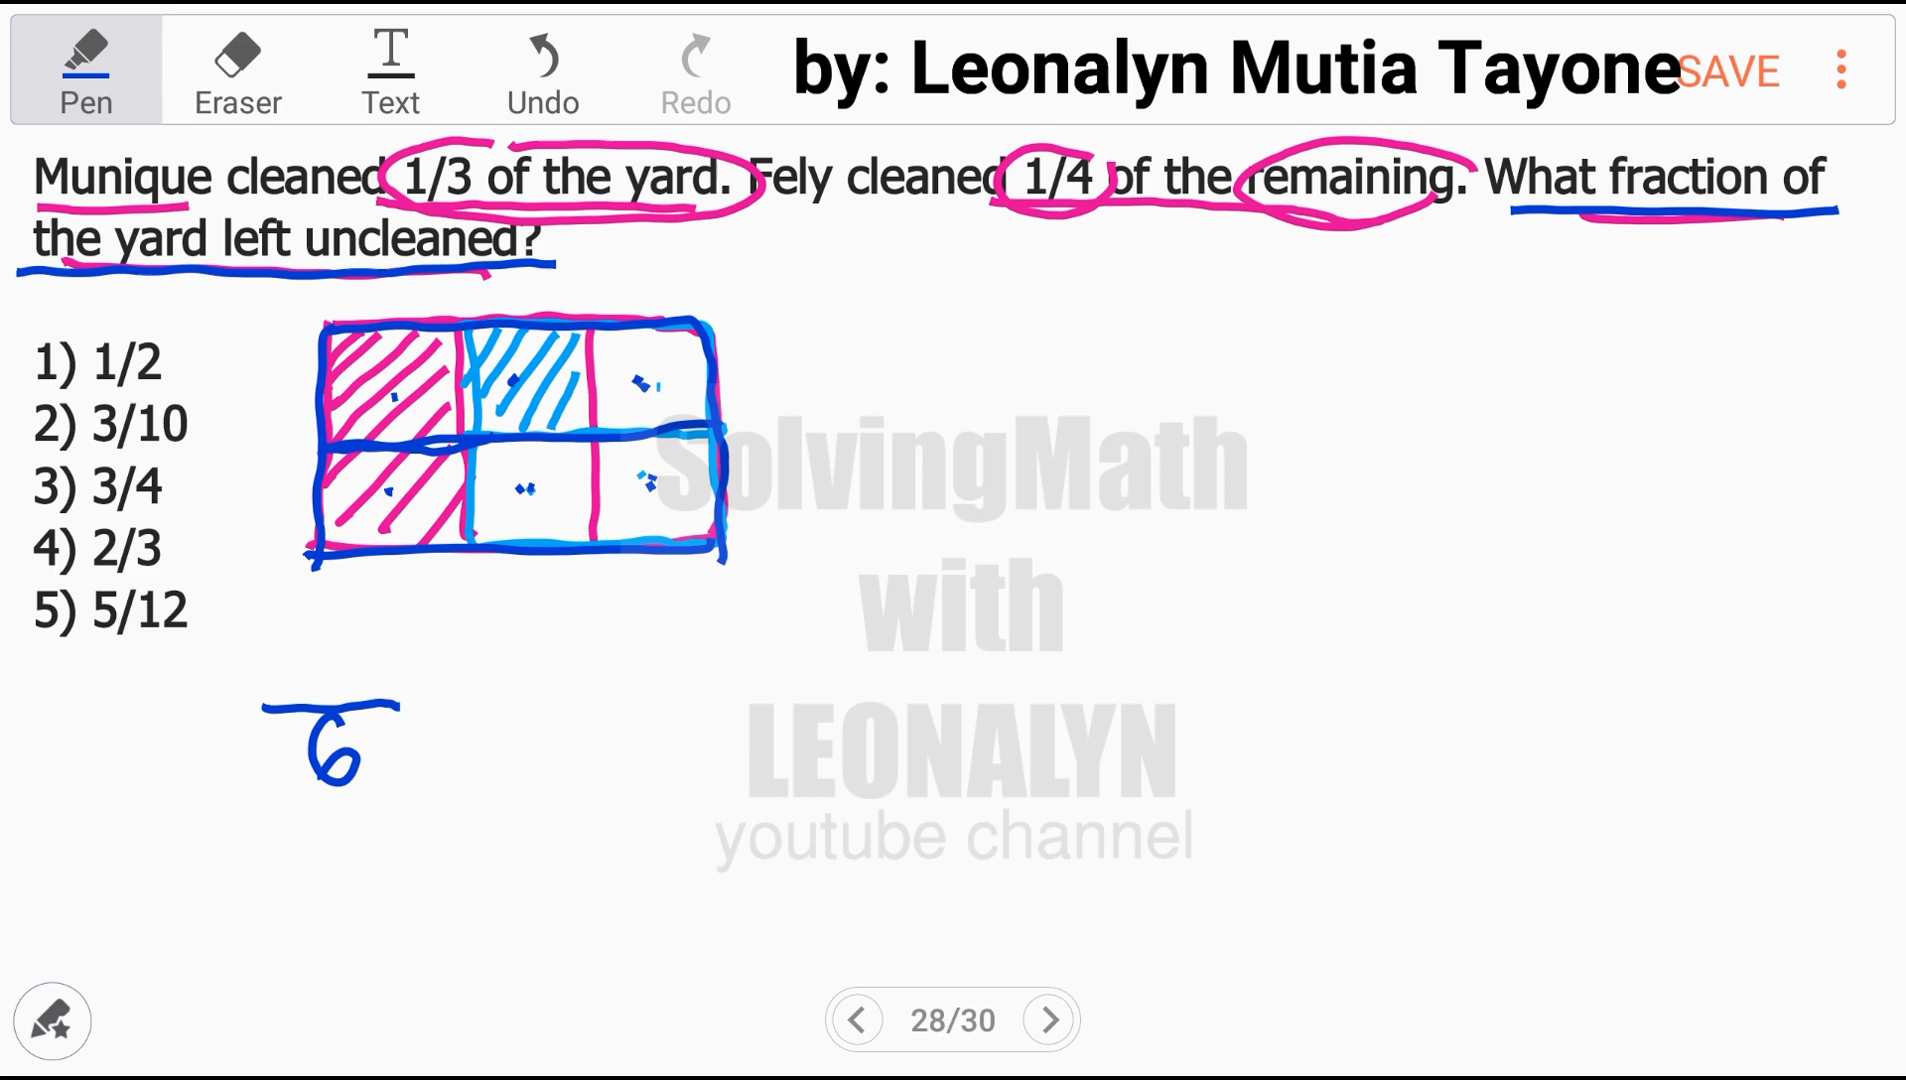 Pen
Eraser
Text
Undo
Redo
by: Leonalyn Mutia Tayone
SAVE
Munique cleaned 1/3 of the yard. Fely cleaned 1/4 of the remaining. What fraction of
the yard left uncleaned?
1) 1/2
2) 3/10
3) 3/4
4) 2/3
5) 5/12
6
SolvingMath
with
LEONALYN
youtube channel
28/30